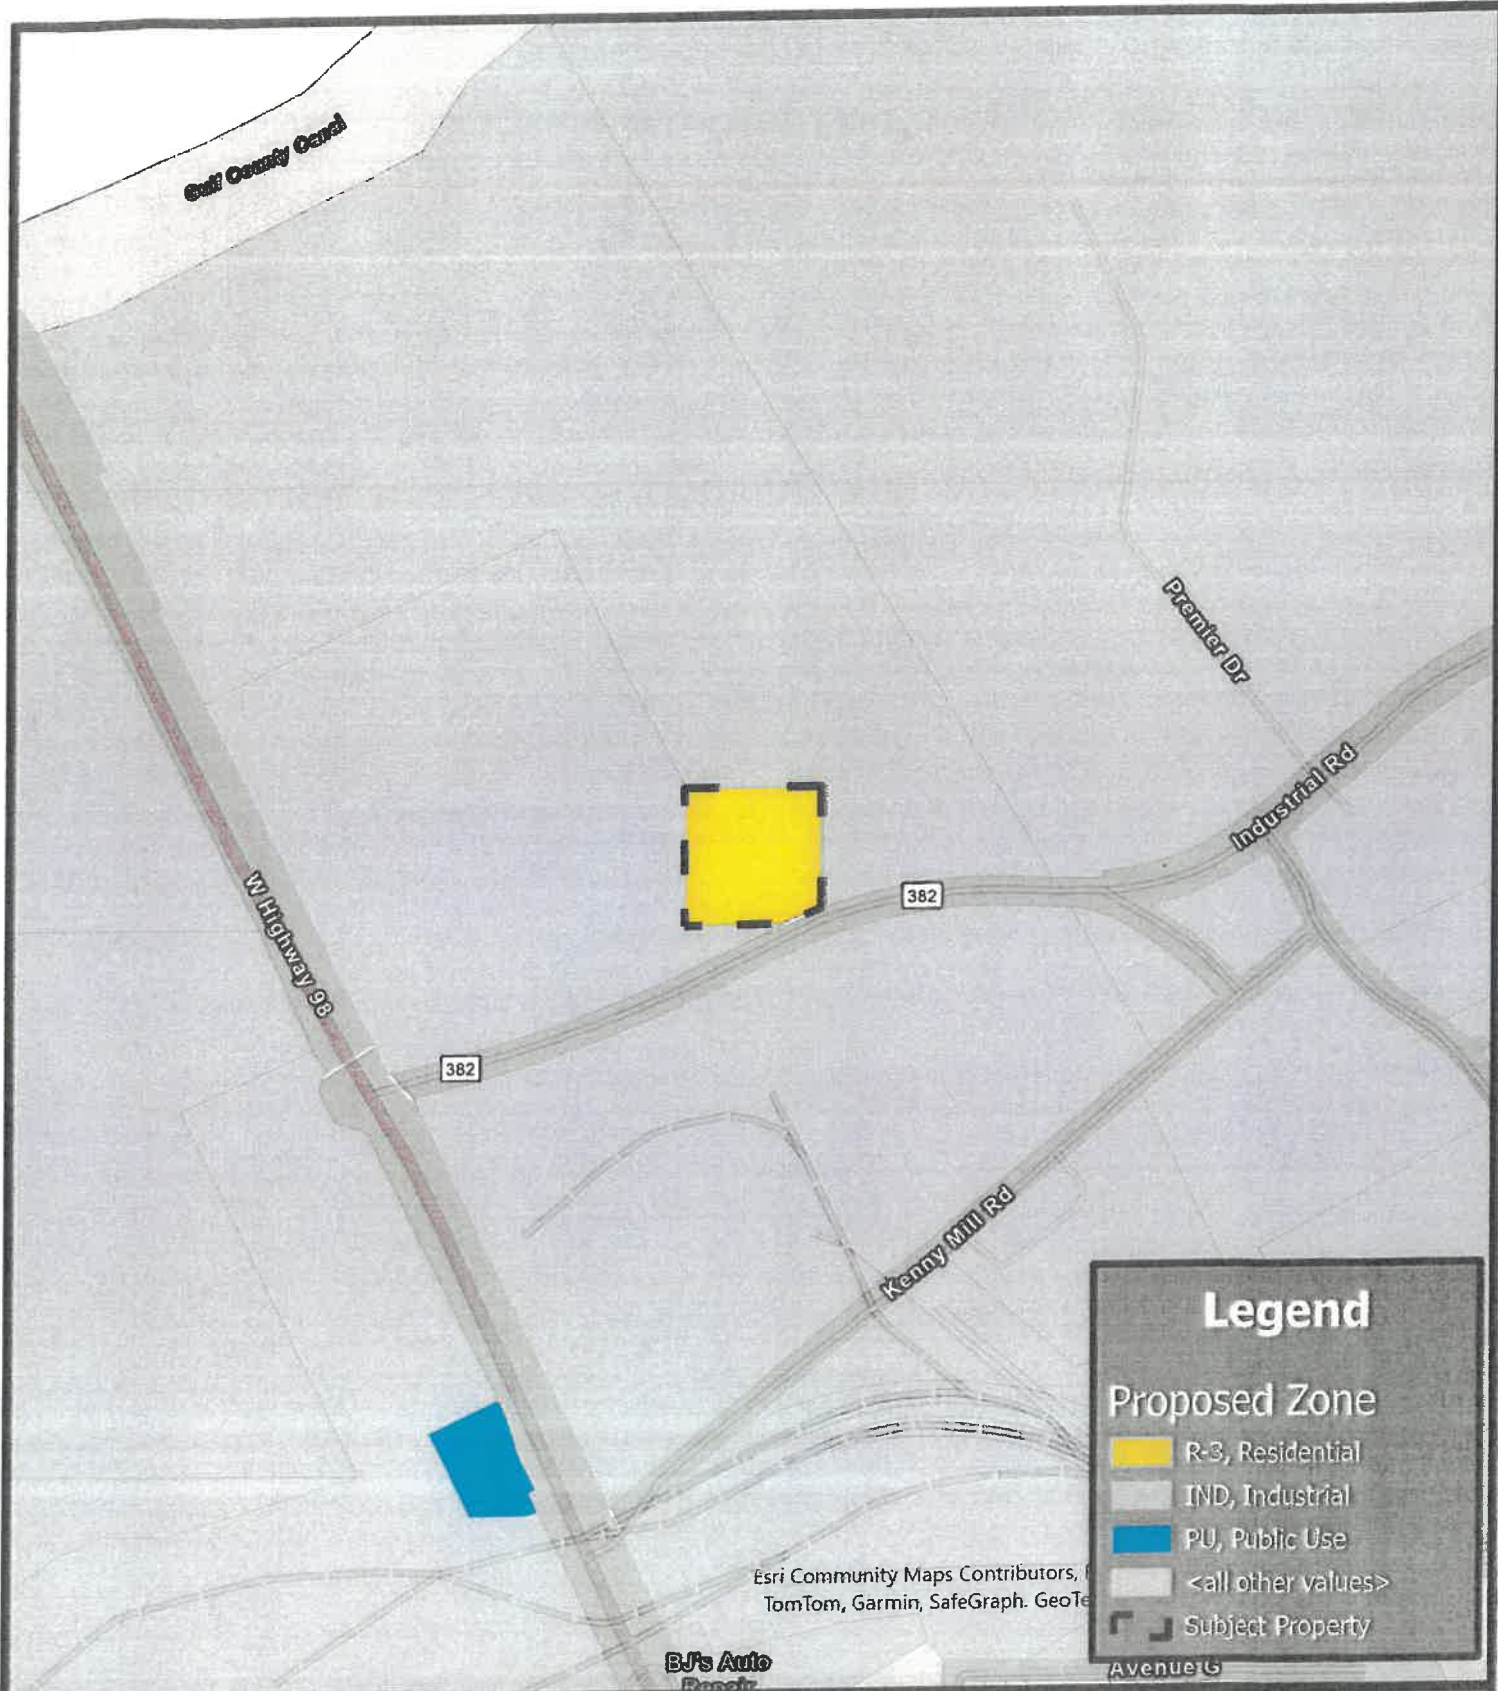 Gulf County Canal
Premier Dr
Industrial Rd
W Highway 98
382
382
Kenny Mill Rd
Legend
Proposed Zone
R-3, Residential
IND, Industrial
PU, Public Use
<all other values>
Subject Property
Esri Community Maps Contributors,
TomTom, Garmin, SafeGraph. GeoTe
BJ's Auto
Repair
Avenue G